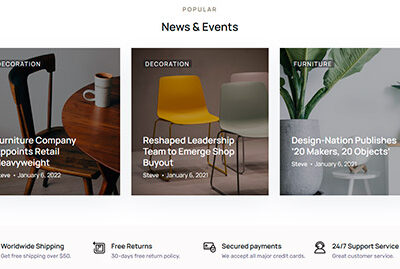 POPULAR
News & Events
DECORATION
urniture Company
ppoints Retail
eavyweight
teve • January 6, 2022
DECORATION
Reshaped Leadership
Team to Emerge Shop
Buyout
Steve • January 6, 2021
FURNITURE
Design-Nation Publishes
'20 Makers, 20 Objects'
Steve • January 6, 2021
Worldwide Shipping
Get free shipping over $50.
Free Returns
30-days free return policy.
Secured payments
We accept all major credit cards.
24/7 Support Service
Great customer service.